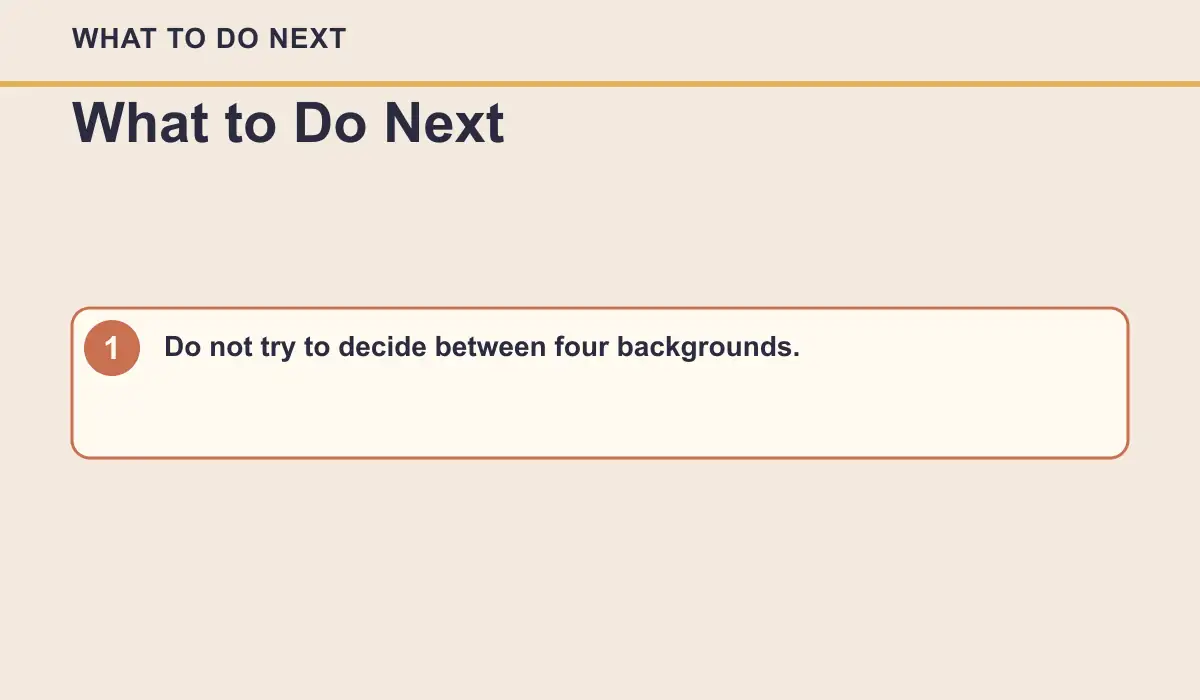 WHAT TO DO NEXT
What to Do Next
1
Do not try to decide between four backgrounds.